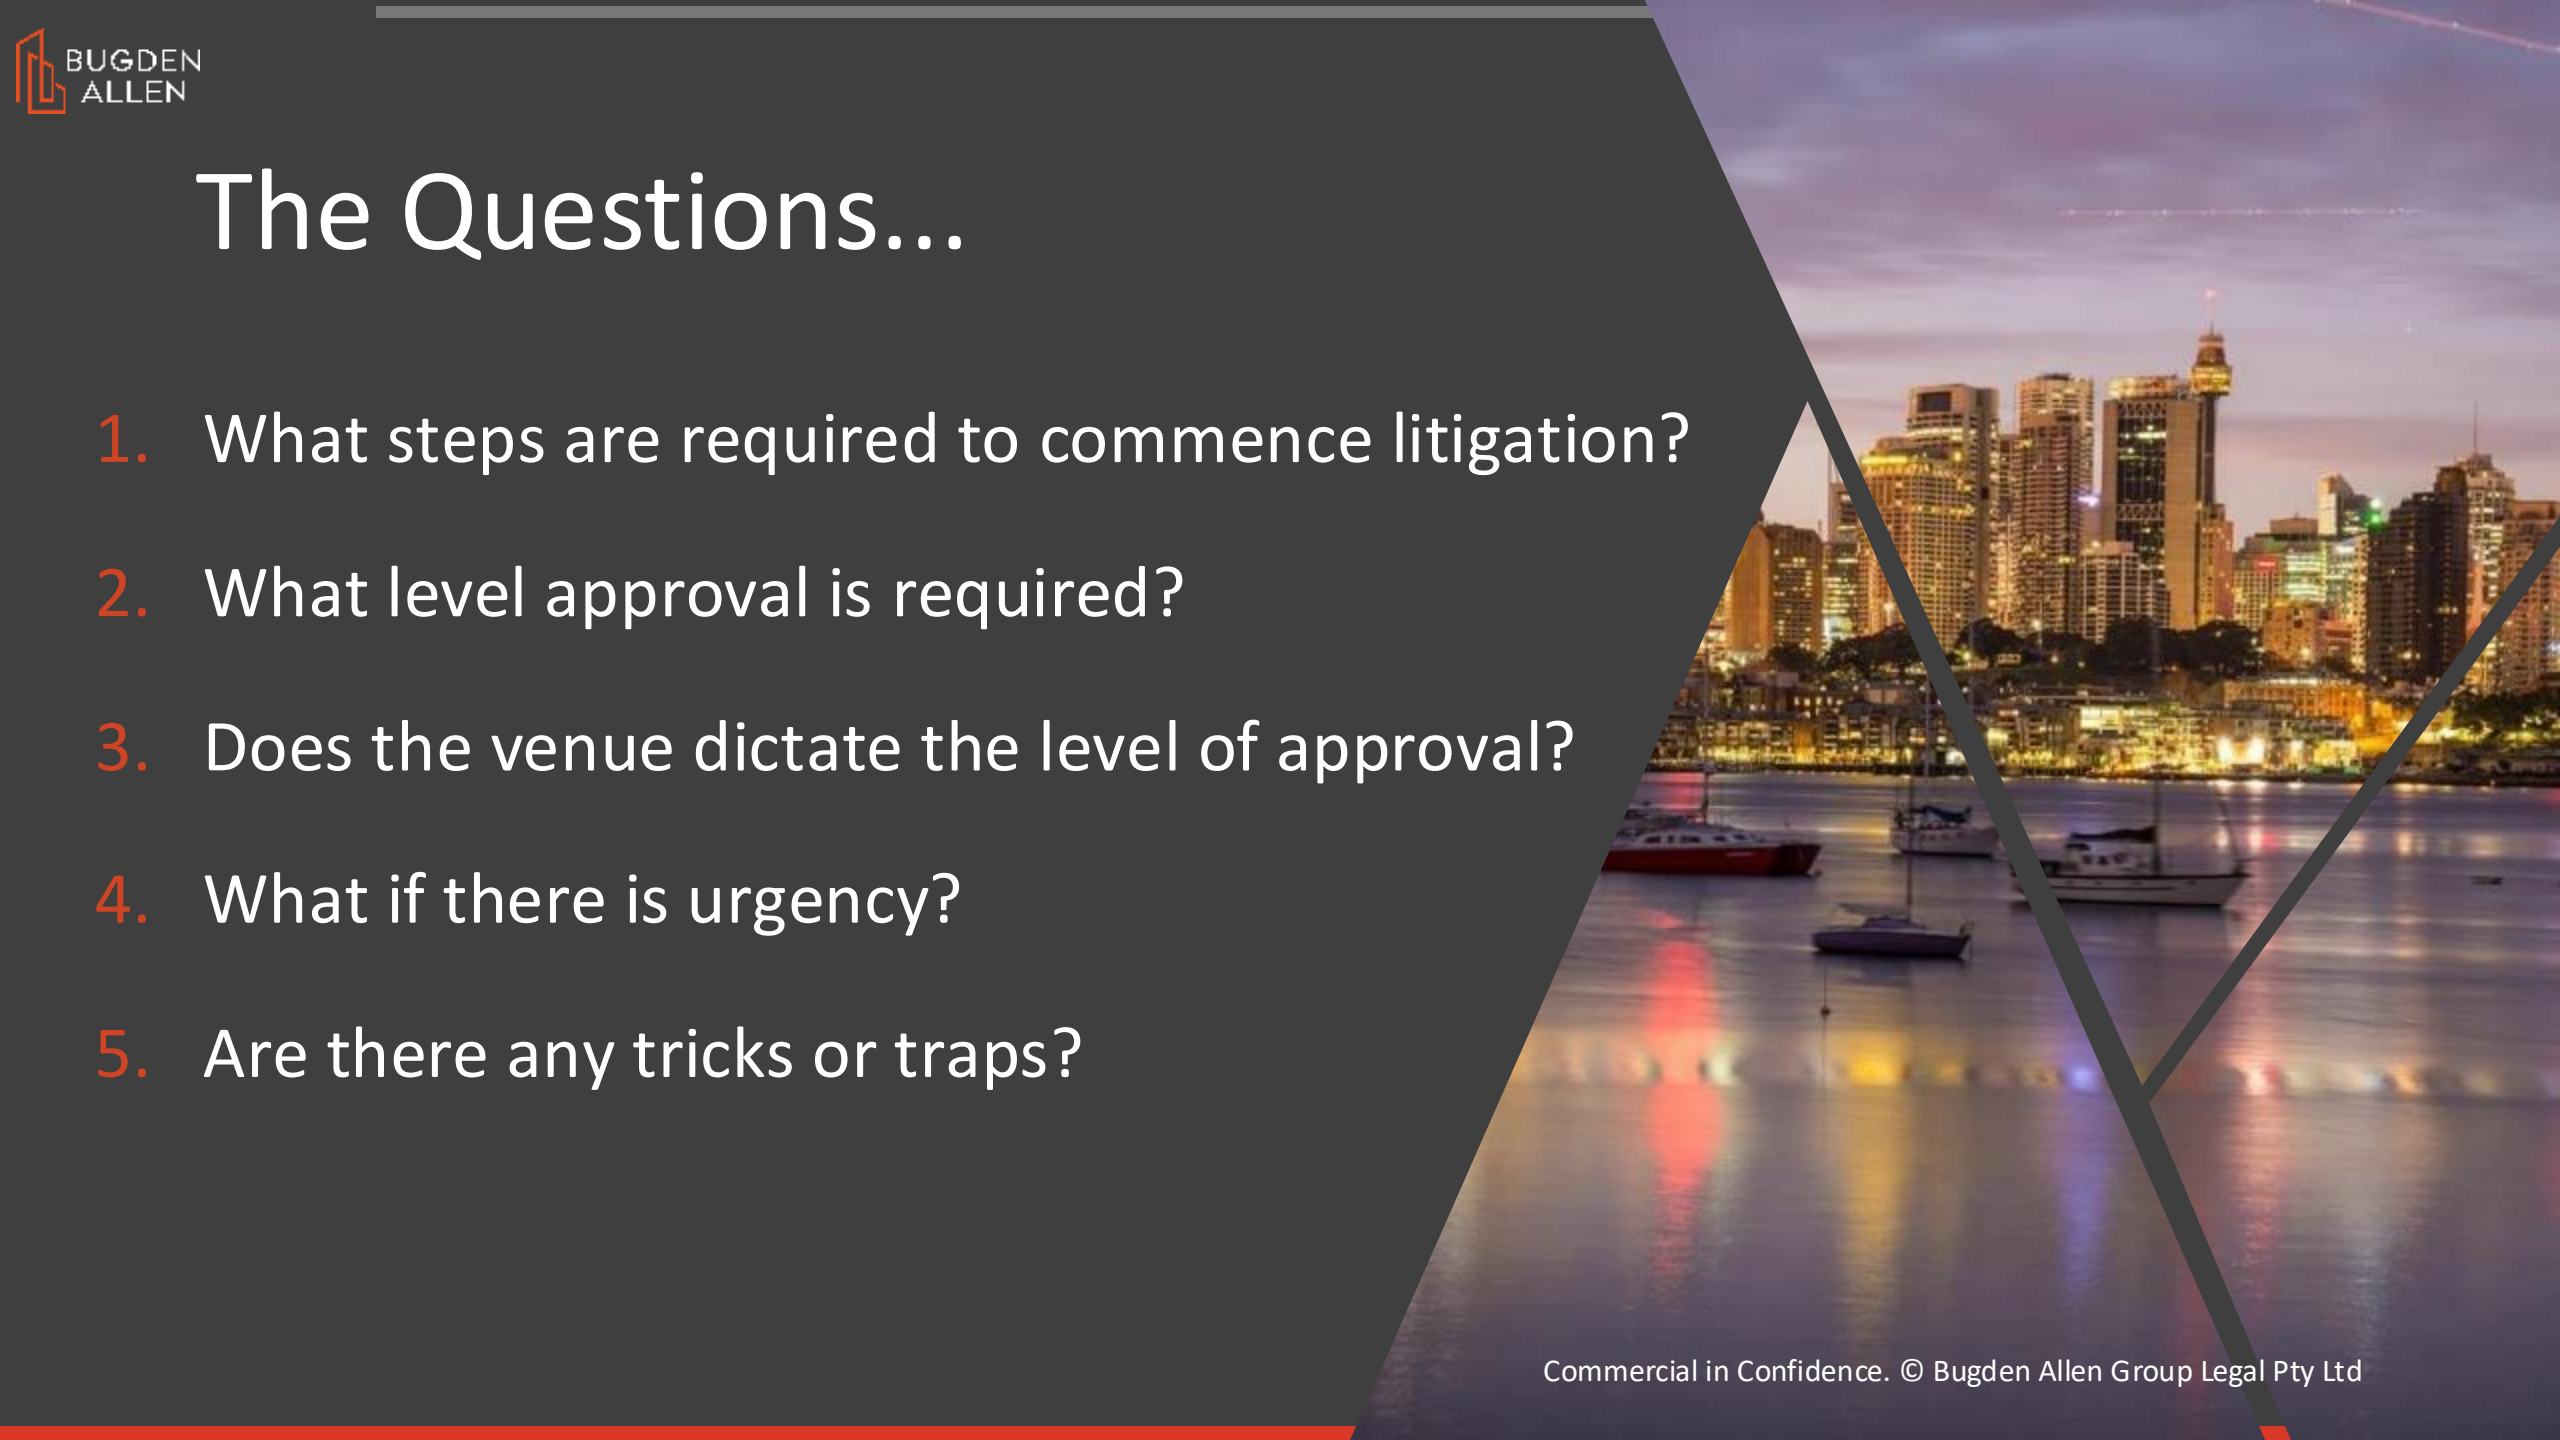 BUGDEN
ALLEN
The Questions...
1. What steps are required to commence litigation?
2. What level approval is required?
3. Does the venue dictate the level of approval?
4. What if there is urgency?
5. Are there any tricks or traps?
Commercial in Confidence. © Bugden Allen Group Legal Pty Ltd